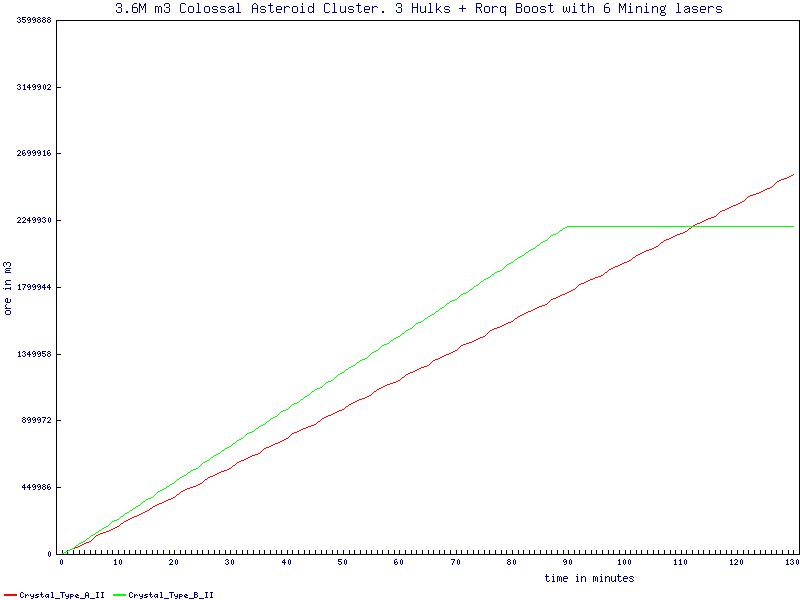 3.6M m3 Colossal Asteroid Cluster. 3 Hulks + Rorq Boost with 6 Mining lasers
3599888
3149902
2699916
2249930
ore in m3
1799944
1349958
899972
449986
0
0 10 20 30 40 50 60 70 80 90 100 110 120 130
time in minutes
Crystal_Type_A_II Crystal_Type_B_II